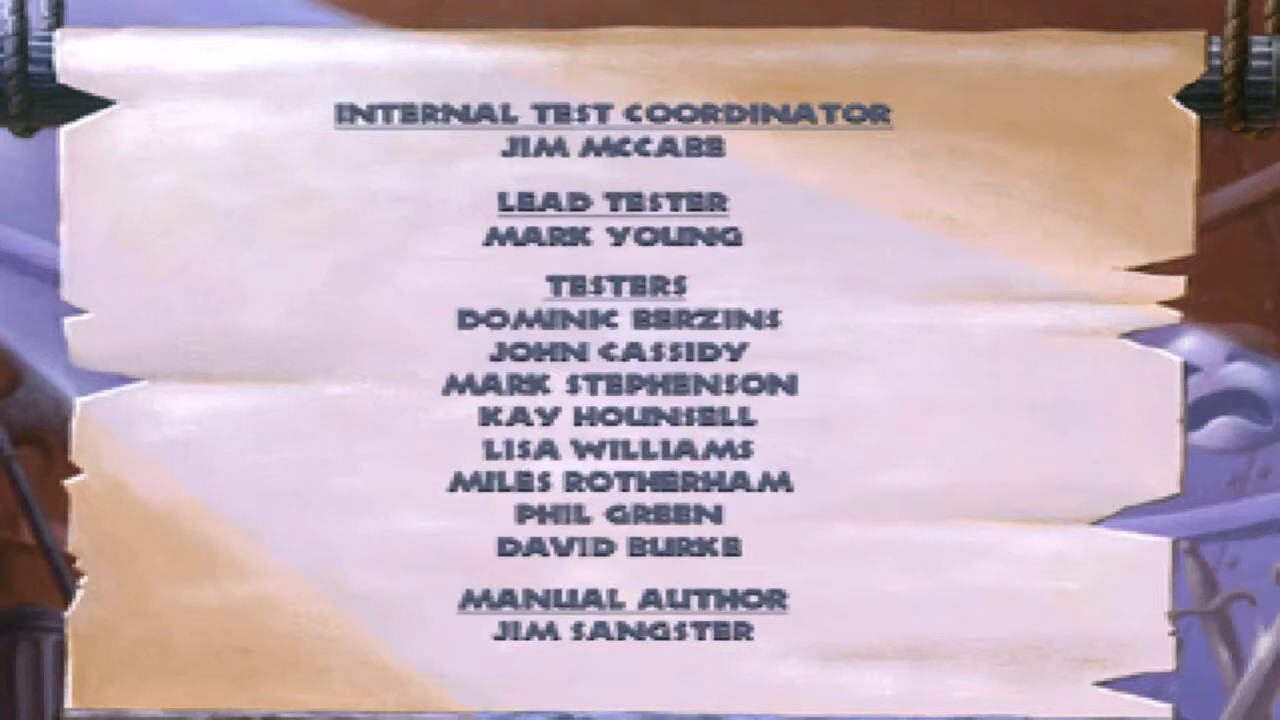 INTERNAL TEST COORDINATOR
JIM MCCABE
LEAD TESTER
MARK YOUNG
TESTERS
DOMINIC BERZINS
JOHN CASSIDY
MARK STEPHENSON
KAY HOUNSELL
LISA WILLIAMS
MILES ROTHERHAM
PHIL GREEN
DAVID BURKE
MANUAL AUTHOR
JIM SANGSTER